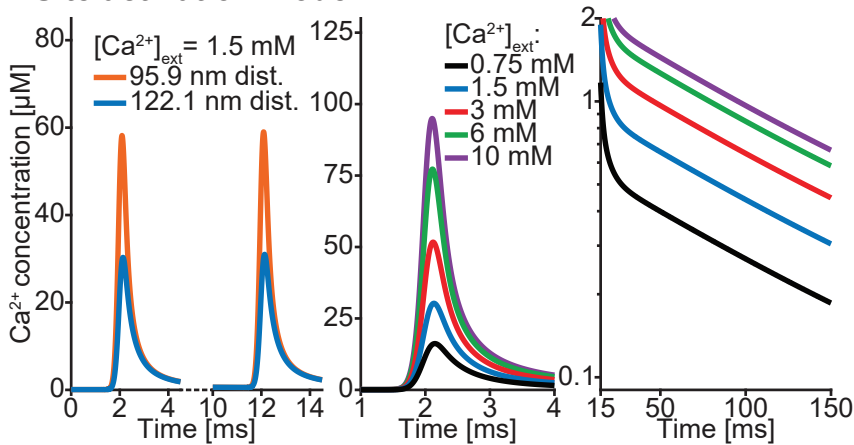 [Ca²⁺]ext = 1.5 mM
95.9 nm dist.
122.1 nm dist.
Ca²⁺ concentration [µM]
80
60
40
20
0
0 2 4 10 12 14
Time [ms]
[Ca²⁺]ext:
0.75 mM
1.5 mM
3 mM
6 mM
10 mM
125
100
75
50
25
0
1 2 3 4
Time [ms]
2
1
0.1
15 50 100 150
Time [ms]